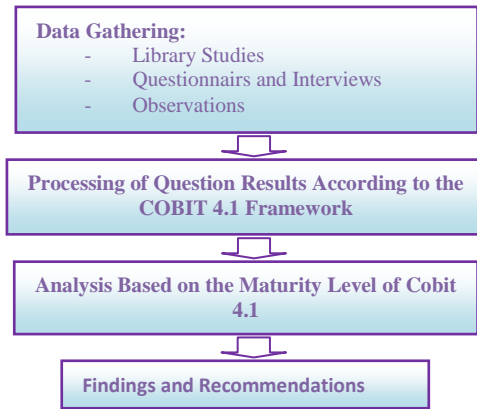 Data Gathering:
- Library Studies
- Questionnairs and Interviews
- Observations
Processing of Question Results According to the
COBIT 4.1 Framework
Analysis Based on the Maturity Level of Cobit
4.1
Findings and Recommendations